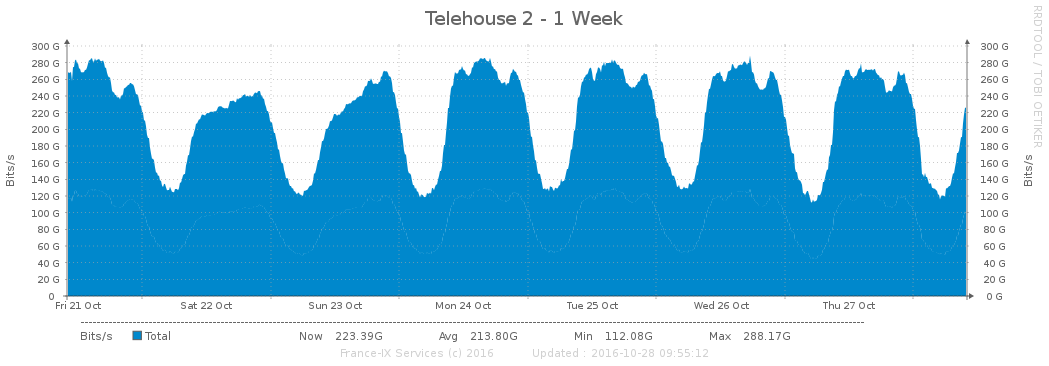 Telehouse 2 - 1 Week
RRDTOOL / TOBI OETIKER
Bits/s
300 G
280 G
260 G
240 G
220 G
200 G
180 G
160 G
140 G
120 G
100 G
80 G
60 G
40 G
20 G
0
300 G
280 G
260 G
240 G
220 G
200 G
180 G
160 G
140 G
120 G
100 G
80 G
60 G
40 G
20 G
0 G
Bits/s
Fri 21 Oct Sat 22 Oct Sun 23 Oct Mon 24 Oct Tue 25 Oct Wed 26 Oct Thu 27 Oct
Bits/s Total Now 223.39G Avg 213.80G Min 112.08G Max 288.17G
France-IX Services (c) 2016 Updated : 2016-10-28 09:55:12